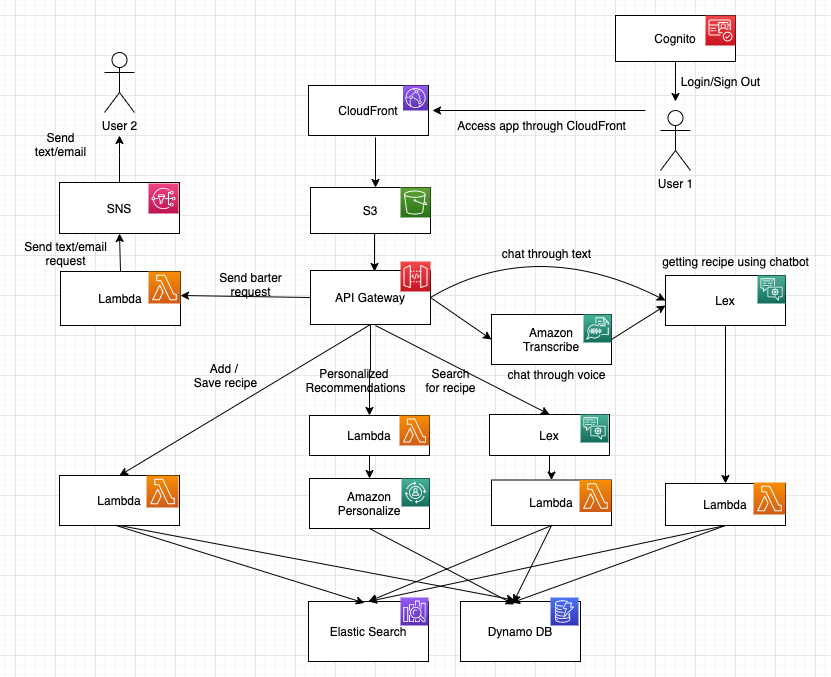 Cognito
Login/Sign Out
User 2
CloudFront
Access app through CloudFront
Send
text/email
User 1
SNS
S3
Send text/email
request
chat through text
getting recipe using chatbot
Lambda
Send barter
request
API Gateway
Lex
Amazon
Transcribe
chat through voice
Add /
Save recipe
Personalized
Recommendations
Search
for recipe
Lambda
Lex
Lambda
Amazon
Personalize
Lambda
Lambda
Elastic Search
Dynamo DB